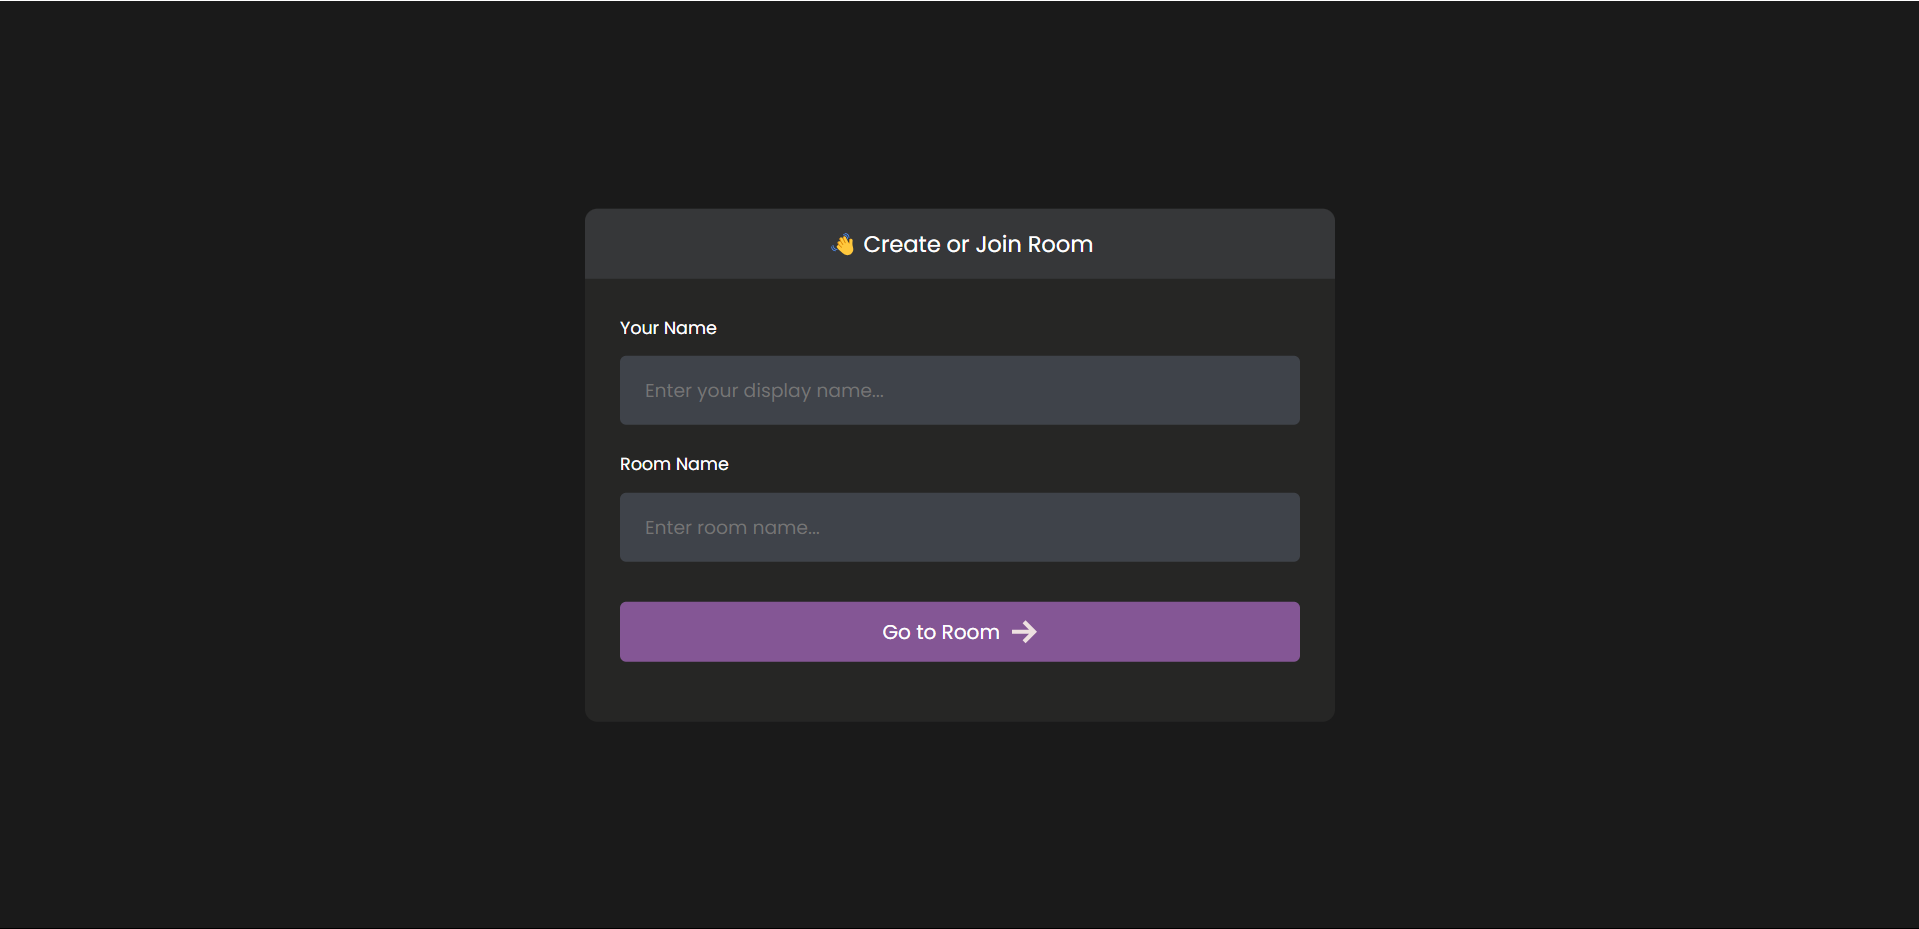 👋 Create or Join Room
Your Name
Enter your display name...
Room Name
Enter room name...
Go to Room →